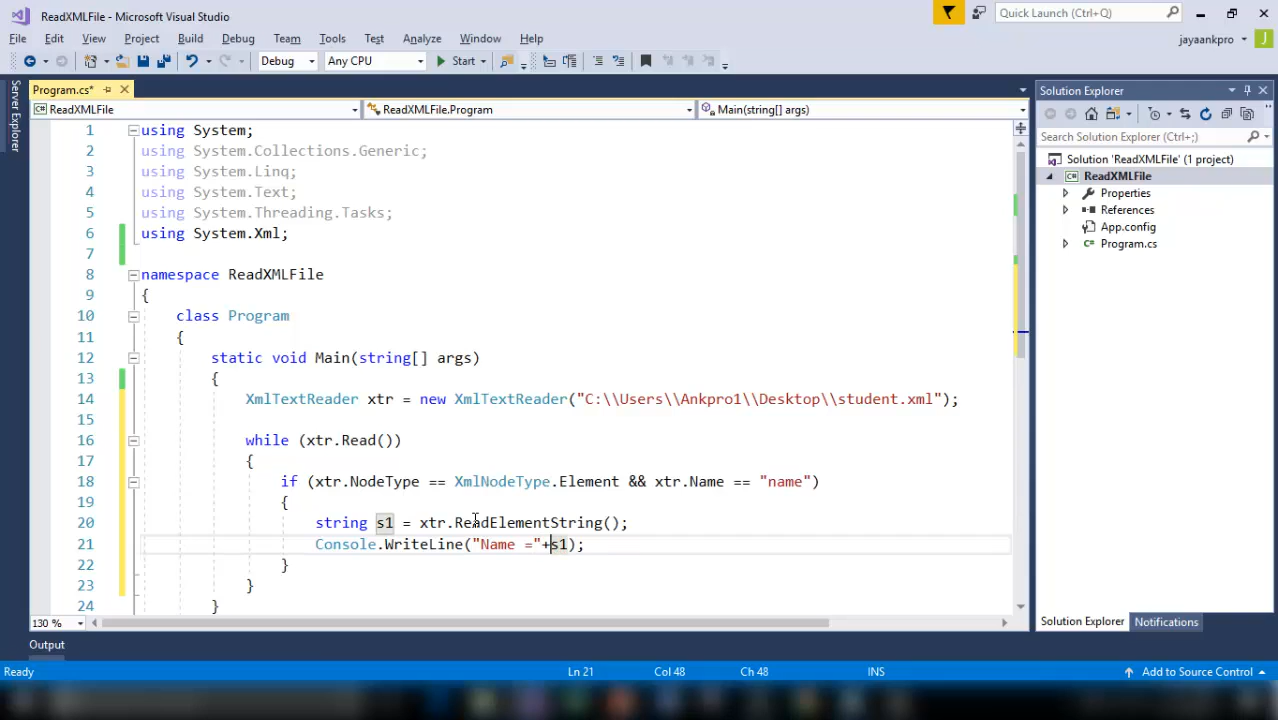 ReadXMLFile - Microsoft Visual Studio
Quick Launch (Ctrl+Q)
File Edit View Project Build Debug Team Tools Test Analyze Window Help
jayaankpro J
Debug Any CPU Start
Server Explorer
Program.cs*
ReadXMLFile ReadXMLFile.Program Main(string[] args)
1 using System;
2 using System.Collections.Generic;
3 using System.Linq;
4 using System.Text;
5 using System.Threading.Tasks;
6 using System.Xml;
7
8 namespace ReadXMLFile
9 {
10 class Program
11 {
12 static void Main(string[] args)
13 {
14 XmlTextReader xtr = new XmlTextReader("C:\\Users\\Ankpro1\\Desktop\\student.xml");
15
16 while (xtr.Read())
17 {
18 if (xtr.NodeType == XmlNodeType.Element && xtr.Name == "name")
19 {
20 string s1 = xtr.ReadElementString();
21 Console.WriteLine("Name ="+s1);
22 }
23 }
24 }
130 %
Solution Explorer
Search Solution Explorer (Ctrl+;)
Solution 'ReadXMLFile' (1 project)
ReadXMLFile
Properties
References
App.config
Program.cs
Solution Explorer Notifications
Output
Ready Ln 21 Col 48 Ch 48 INS Add to Source Control